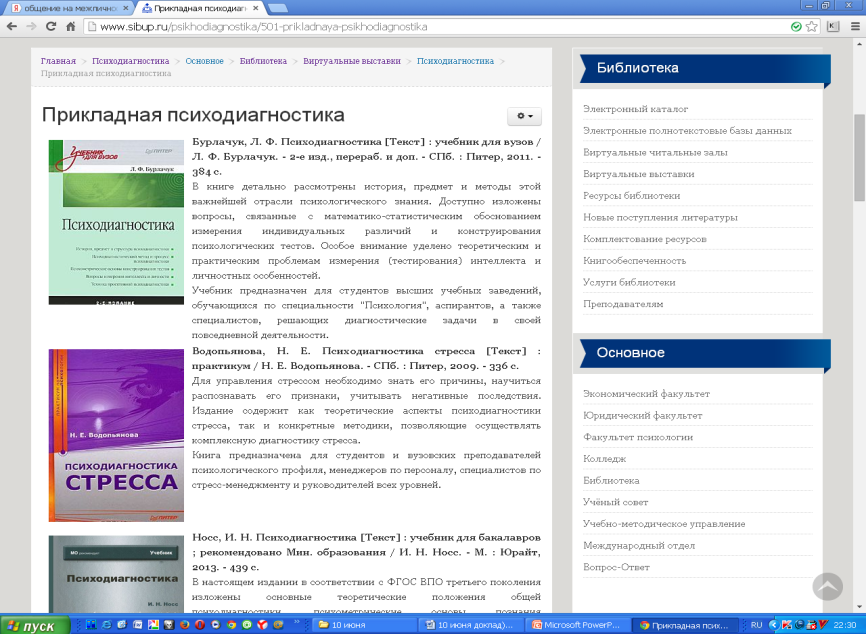 общение на межлично
Прикладная психодиагн
www.sibup.ru/psikhodiagnostika/501-prikladnaya-psikhodiagnostika
Главная > Психодиагностика > Основное > Библиотека > Виртуальные выставки > Психодиагностика >
Прикладная психодиагностика
Прикладная психодиагностика
УЧЕБНИК ДЛЯ ВУЗОВ
ПИТЕР
Л. Ф. Бурлачук
Психодиагностика
2-Е ИЗДАНИЕ
Бурлачук, Л. Ф. Психодиагностика [Текст] : учебник для вузов /
Л. Ф. Бурлачук. - 2-е изд., перераб. и доп. - СПб. : Питер, 2011. -
384 с.
В книге детально рассмотрены история, предмет и методы этой
важнейшей отрасли психологического знания. Доступно изложены
вопросы, связанные с математико-статистическим обоснованием
измерения индивидуальных различий и конструирования
психологических тестов. Особое внимание уделено теоретическим и
практическим проблемам измерения (тестирования) интеллекта и
личностных особенностей.
Учебник предназначен для студентов высших учебных заведений,
обучающихся по специальности "Психология", аспирантов, а также
специалистов, решающих диагностические задачи в своей
повседневной деятельности.
Н. Е. Водопьянова
ПСИХОДИАГНОСТИКА
СТРЕССА
ПИТЕР
Водопьянова, Н. Е. Психодиагностика стресса [Текст] :
практикум / Н. Е. Водопьянова. - СПб. : Питер, 2009. - 336 с.
Для управления стрессом необходимо знать его причины, научиться
распознавать его признаки, учитывать негативные последствия.
Издание содержит как теоретические аспекты психодиагностики
стресса, так и конкретные методики, позволяющие осуществлять
комплексную диагностику стресса.
Книга предназначена для студентов и вузовских преподавателей
психологического профиля, менеджеров по персоналу, специалистов по
стресс-менеджменту и руководителей всех уровней.
Учебник
Психодиагностика
И. Н. Носс
Носс, И. Н. Психодиагностика [Текст] : учебник для бакалавров
; рекомендовано Мин. образования / И. Н. Носс. - М. : Юрайт,
2013. - 439 с.
В настоящем издании в соответствии с ФГОС ВПО третьего поколения
изложены основные теоретические положения общей
психодиагностики, психометрические основы познания
Библиотека
Электронный каталог
Электронные полнотекстовые базы данных
Виртуальные читальные залы
Виртуальные выставки
Ресурсы библиотеки
Новые поступления литературы
Комплектование ресурсов
Книгообеспеченность
Услуги библиотеки
Преподавателям
Основное
Экономический факультет
Юридический факультет
Факультет психологии
Колледж
Библиотека
Учёный совет
Учебно-методическое управление
Международный отдел
Вопрос-Ответ
пуск
10 июня
10 июня доклад)...
Microsoft PowerP...
Прикладная псих...
RU
22:30